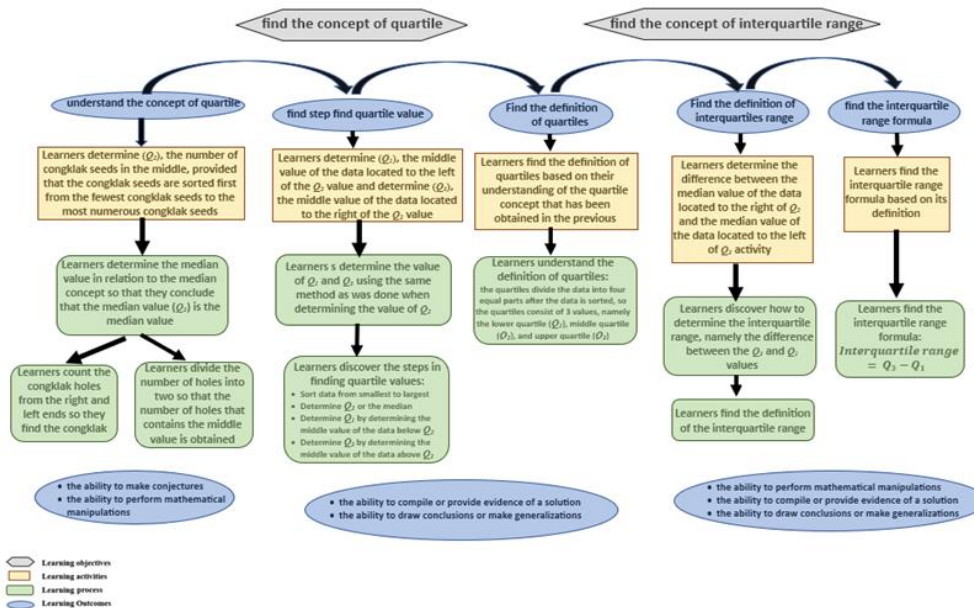 find the concept of quartile
find the concept of interquartile range
understand the concept of quartile
find step find quartile value
Find the definition
of quartiles
Find the definition of
interquartiles range
find the interquartile
range formula
Learners determine (Q₂), the number of
congklak seeds in the middle, provided
that the congklak seeds are sorted first
from the fewest congklak seeds to the
most numerous congklak seeds
Learners determine (Q₁), the middle
value of the data located to the left
of the Q₂ value and determine (Q₃),
the middle value of the data located
to the right of the Q₂ value
Learners find the definition of
quartiles based on their
understanding of the quartile
concept that has been
obtained in the previous
Learners determine the
difference between the
median value of the data
located to the right of Q₂
and the median value of
the data located to the left
of Q₂ activity
Learners find the
interquartile range
formula based on its
definition
Learners determine the median
value in relation to the median
concept so that they conclude
that the median value (Q₂) is the
median value
Learners s determine the value
of Q₁ and Q₃ using the same
method as was done when
determining the value of Q₂
Learners understand the
definition of quartiles:
the quartiles divide the data into four
equal parts after the data is sorted, so
the quartiles consist of 3 values, namely
the lower quartile (Q₁), middle quartile
(Q₂), and upper quartile (Q₃)
Learners discover how to
determine the interquartile
range, namely the difference
between the Q₃ and Q₁
values
Learners find the
interquartile range
formula:
Interquartile range
= Q₃ − Q₁
Learners count the
congklak holes
from the right and
left ends so they
find the congklak
Learners divide the
number of holes into
two so that the
number of holes that
contains the middle
value is obtained
Learners discover the steps in
finding quartile values:
• Sort data from smallest to largest
• Determine Q₂ or the median
• Determine Q₁ by determining the
middle value of the data below Q₂
• Determine Q₃ by determining the
middle value of the data above Q₂
Learners find the definition
of the interquartile range
• the ability to make conjectures
• the ability to perform mathematical
manipulations
• the ability to compile or provide evidence of a solution
• the ability to draw conclusions or make generalizations
• the ability to perform mathematical manipulations
• the ability to compile or provide evidence of a solution
• the ability to draw conclusions or make generalizations
Learning objectives
Learning activities
Learning process
Learning Outcomes